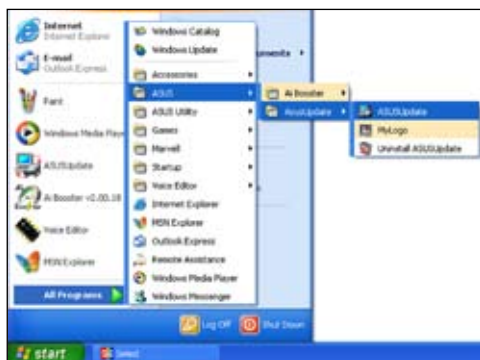 Internet
Internet Explorer
E-mail
Outlook Express
Paint
Windows Media Player
ASUSUpdate
Ai Booster v2.00.18
Voice Editor
MSN Explorer
All Programs
Windows Catalog
Windows Update
Accessories
ASUS
ASUS Utility
Games
Marvell
Startup
Voice Editor
Internet Explorer
MSN Explorer
Outlook Express
Remote Assistance
Windows Media Player
Windows Messenger
Ai Booster
AsusUpdate
ASUSUpdate
MyLogo
Uninstall ASUSUpdate
Log Off
Shut Down
start